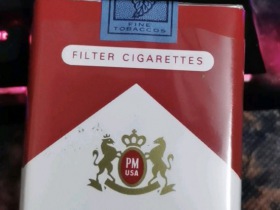 FINE
TOBACCOS
FILTER CIGARETTES
PM
USA